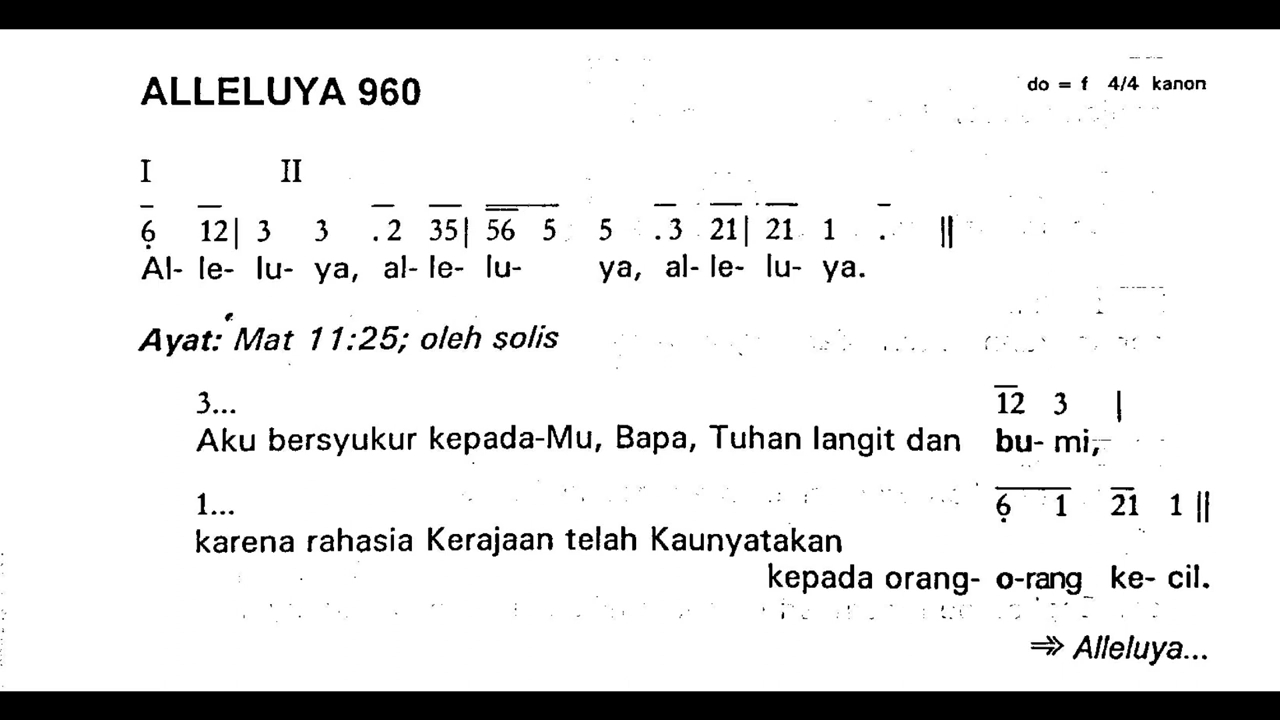 ALLELUYA 960 do = f 4/4 kanon
I II
6̣ 12| 3 3 .2 35| 56 5 5 .3 21| 21 1 . ||
Al- le- lu- ya, al- le- lu- ya, al- le- lu- ya.
Ayat: Mat 11:25; oleh solis
3... 12 3 |
Aku bersyukur kepada-Mu, Bapa, Tuhan langit dan bu- mi,
1... 6̣ 1 21 1 ||
karena rahasia Kerajaan telah Kaunyatakan
kepada orang- o-rang ke- cil.
⇒ Alleluya...